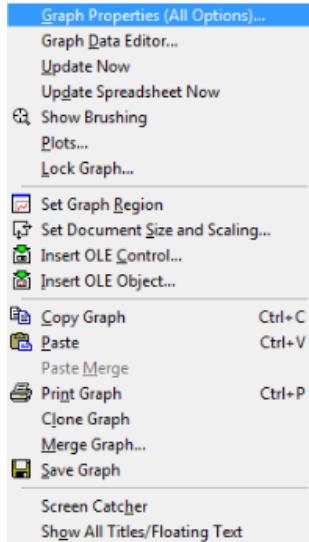 Graph Properties (All Options)...
Graph Data Editor...
Update Now
Update Spreadsheet Now
Show Brushing
Plots...
Lock Graph...
Set Graph Region
Set Document Size and Scaling...
Insert OLE Control...
Insert OLE Object...
Copy Graph Ctrl+C
Paste Ctrl+V
Paste Merge
Print Graph Ctrl+P
Clone Graph
Merge Graph...
Save Graph
Screen Catcher
Show All Titles/Floating Text